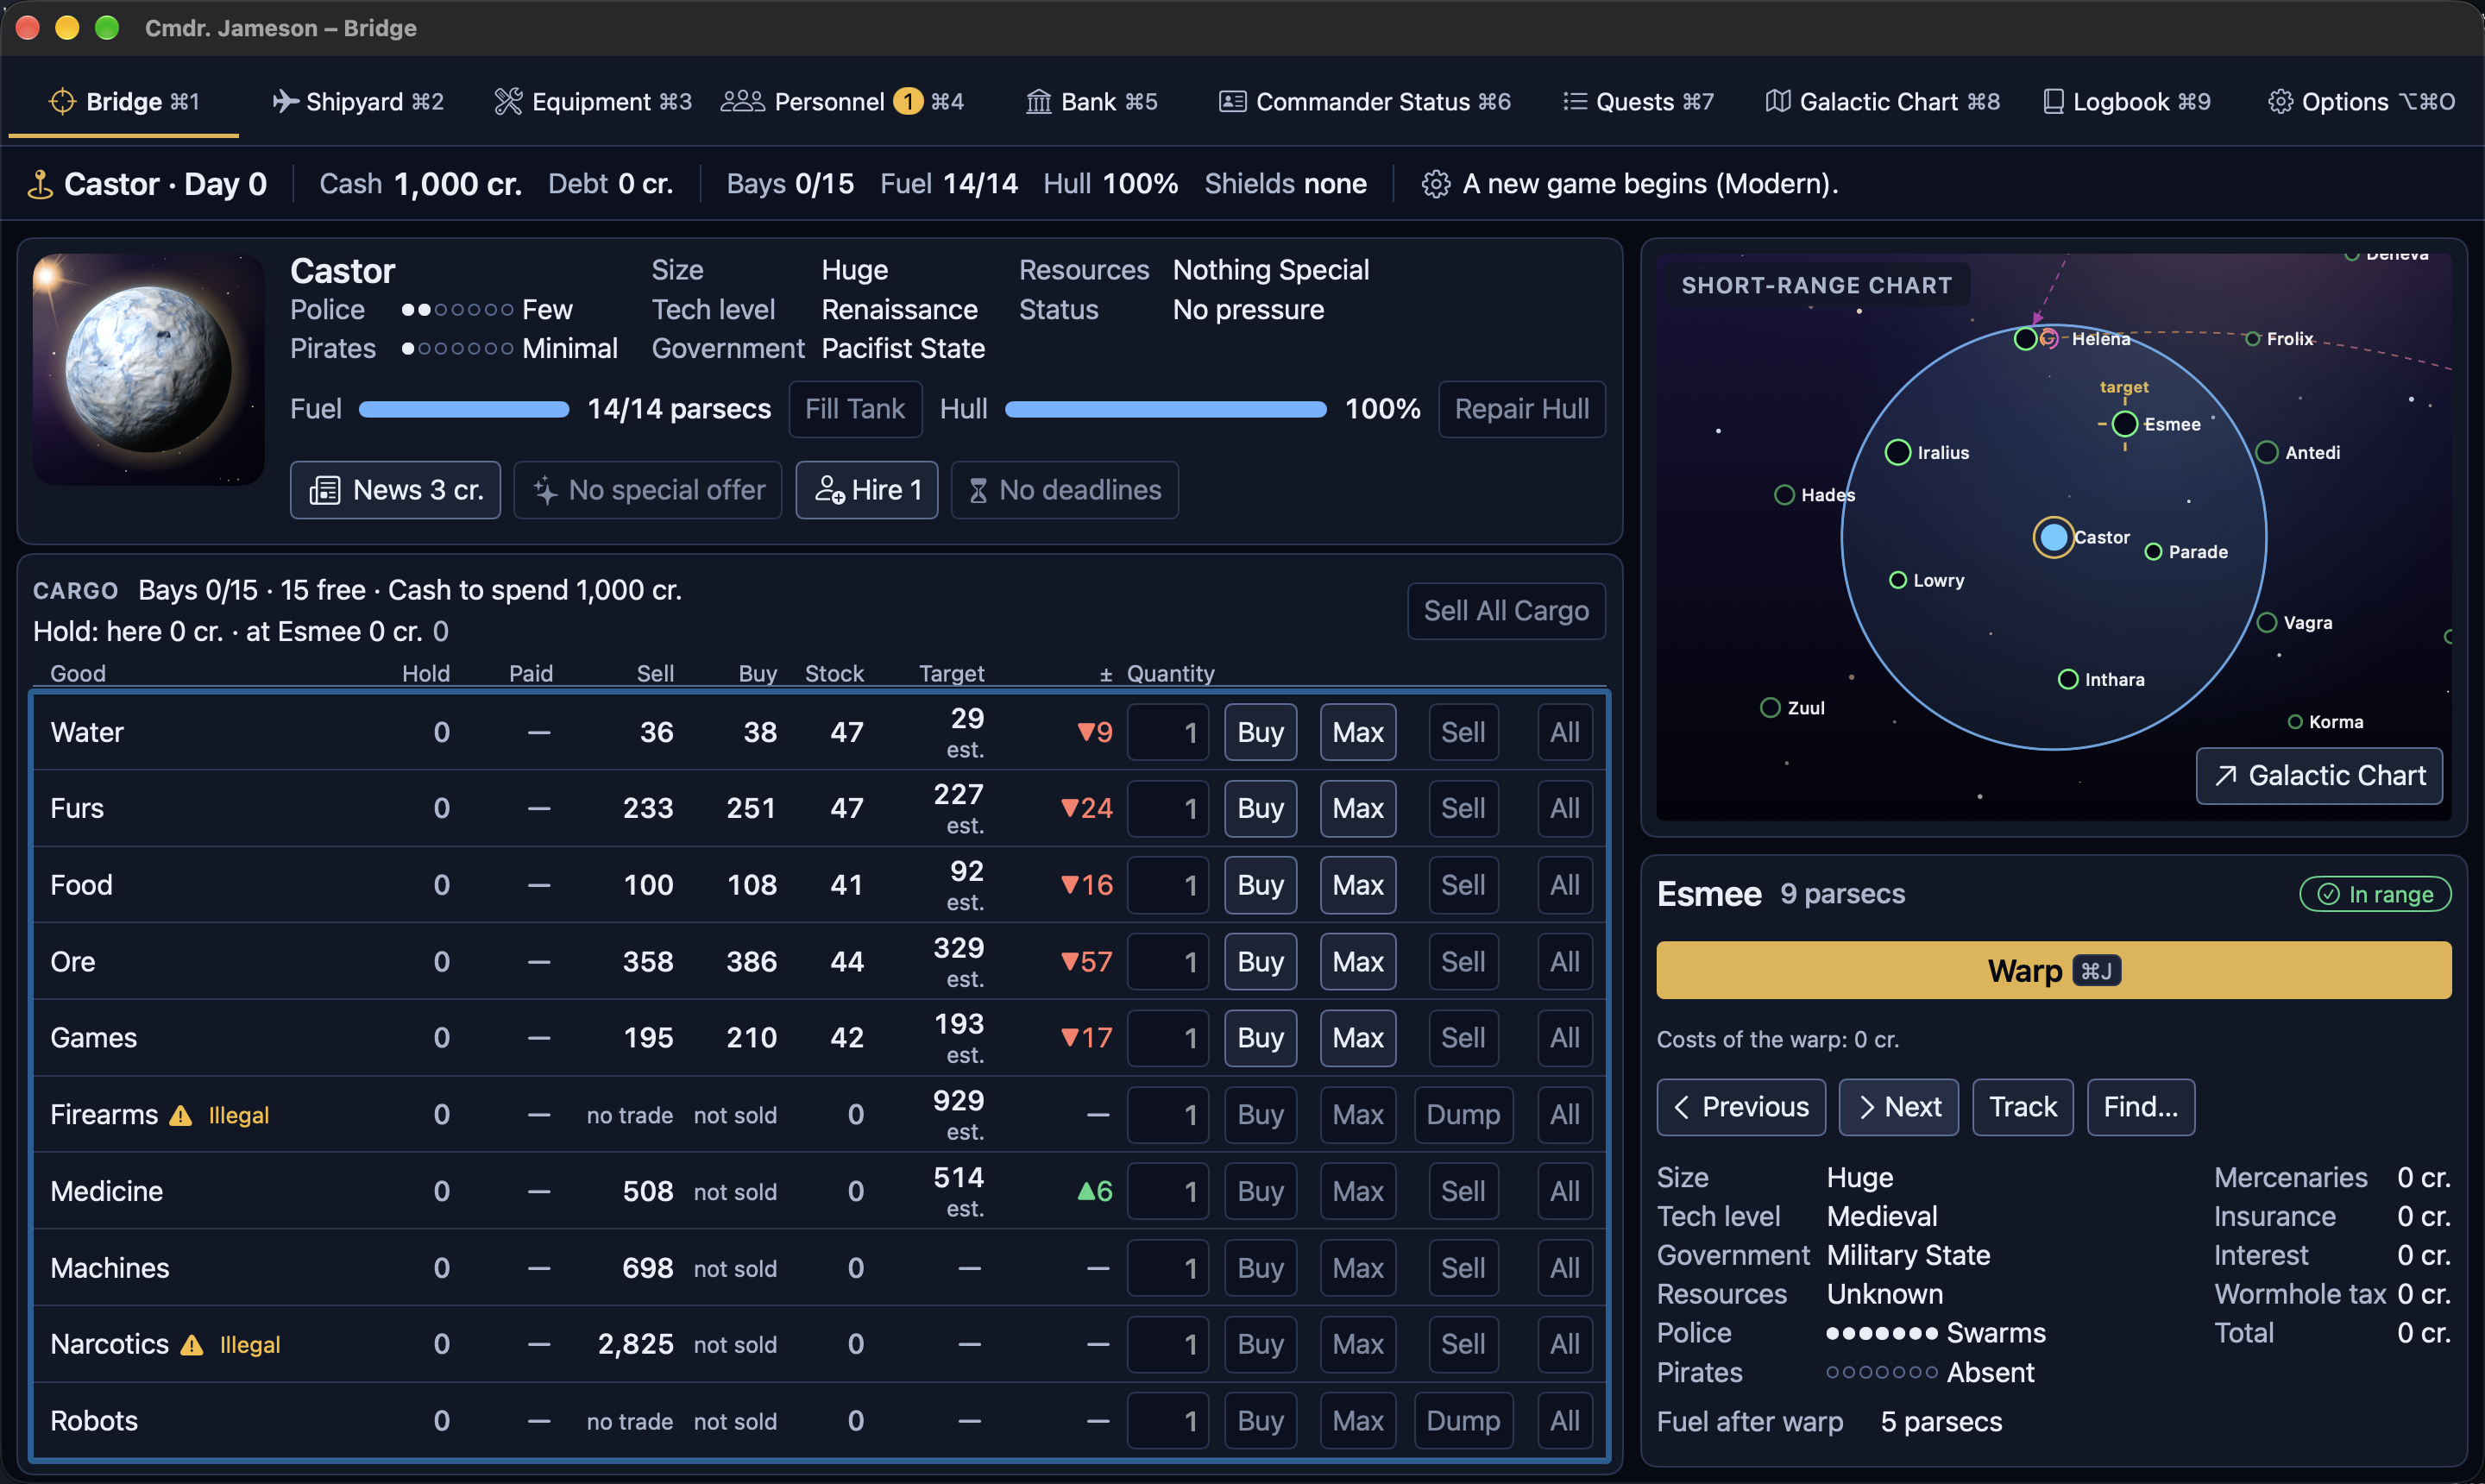 Cmdr. Jameson – Bridge
Bridge ⌘1 Shipyard ⌘2 Equipment ⌘3 Personnel 1 ⌘4 Bank ⌘5 Commander Status ⌘6 Quests ⌘7 Galactic Chart ⌘8 Logbook ⌘9 Options ⌥⌘O
Castor · Day 0 Cash 1,000 cr. Debt 0 cr. Bays 0/15 Fuel 14/14 Hull 100% Shields none A new game begins (Modern).
Castor Size Huge Resources Nothing Special
Police Few Tech level Renaissance Status No pressure
Pirates Minimal Government Pacifist State
Fuel 14/14 parsecs Fill Tank Hull 100% Repair Hull
News 3 cr. No special offer Hire 1 No deadlines
CARGO Bays 0/15 · 15 free · Cash to spend 1,000 cr.
Hold: here 0 cr. · at Esmee 0 cr. 0
Sell All Cargo
Good Hold Paid Sell Buy Stock Target ± Quantity
Water 0 — 36 38 47 29 est. ▼9 1 Buy Max Sell All
Furs 0 — 233 251 47 227 est. ▼24 1 Buy Max Sell All
Food 0 — 100 108 41 92 est. ▼16 1 Buy Max Sell All
Ore 0 — 358 386 44 329 est. ▼57 1 Buy Max Sell All
Games 0 — 195 210 42 193 est. ▼17 1 Buy Max Sell All
Firearms Illegal 0 — no trade not sold 0 929 est. — 1 Buy Max Dump All
Medicine 0 — 508 not sold 0 514 est. ▲6 1 Buy Max Sell All
Machines 0 — 698 not sold 0 — — 1 Buy Max Sell All
Narcotics Illegal 0 — 2,825 not sold 0 — — 1 Buy Max Sell All
Robots 0 — no trade not sold 0 — — 1 Buy Max Dump All
SHORT-RANGE CHART
Deneva
Helena
Frolix
target
Esmee
Iralius
Antedi
Hades
Castor
Parade
Lowry
Vagra
Inthara
Zuul
Korma
Galactic Chart
Esmee 9 parsecs In range
Warp ⌘J
Costs of the warp: 0 cr.
Previous Next Track Find...
Size Huge Mercenaries 0 cr.
Tech level Medieval Insurance 0 cr.
Government Military State Interest 0 cr.
Resources Unknown Wormhole tax 0 cr.
Police Swarms Total 0 cr.
Pirates Absent
Fuel after warp 5 parsecs